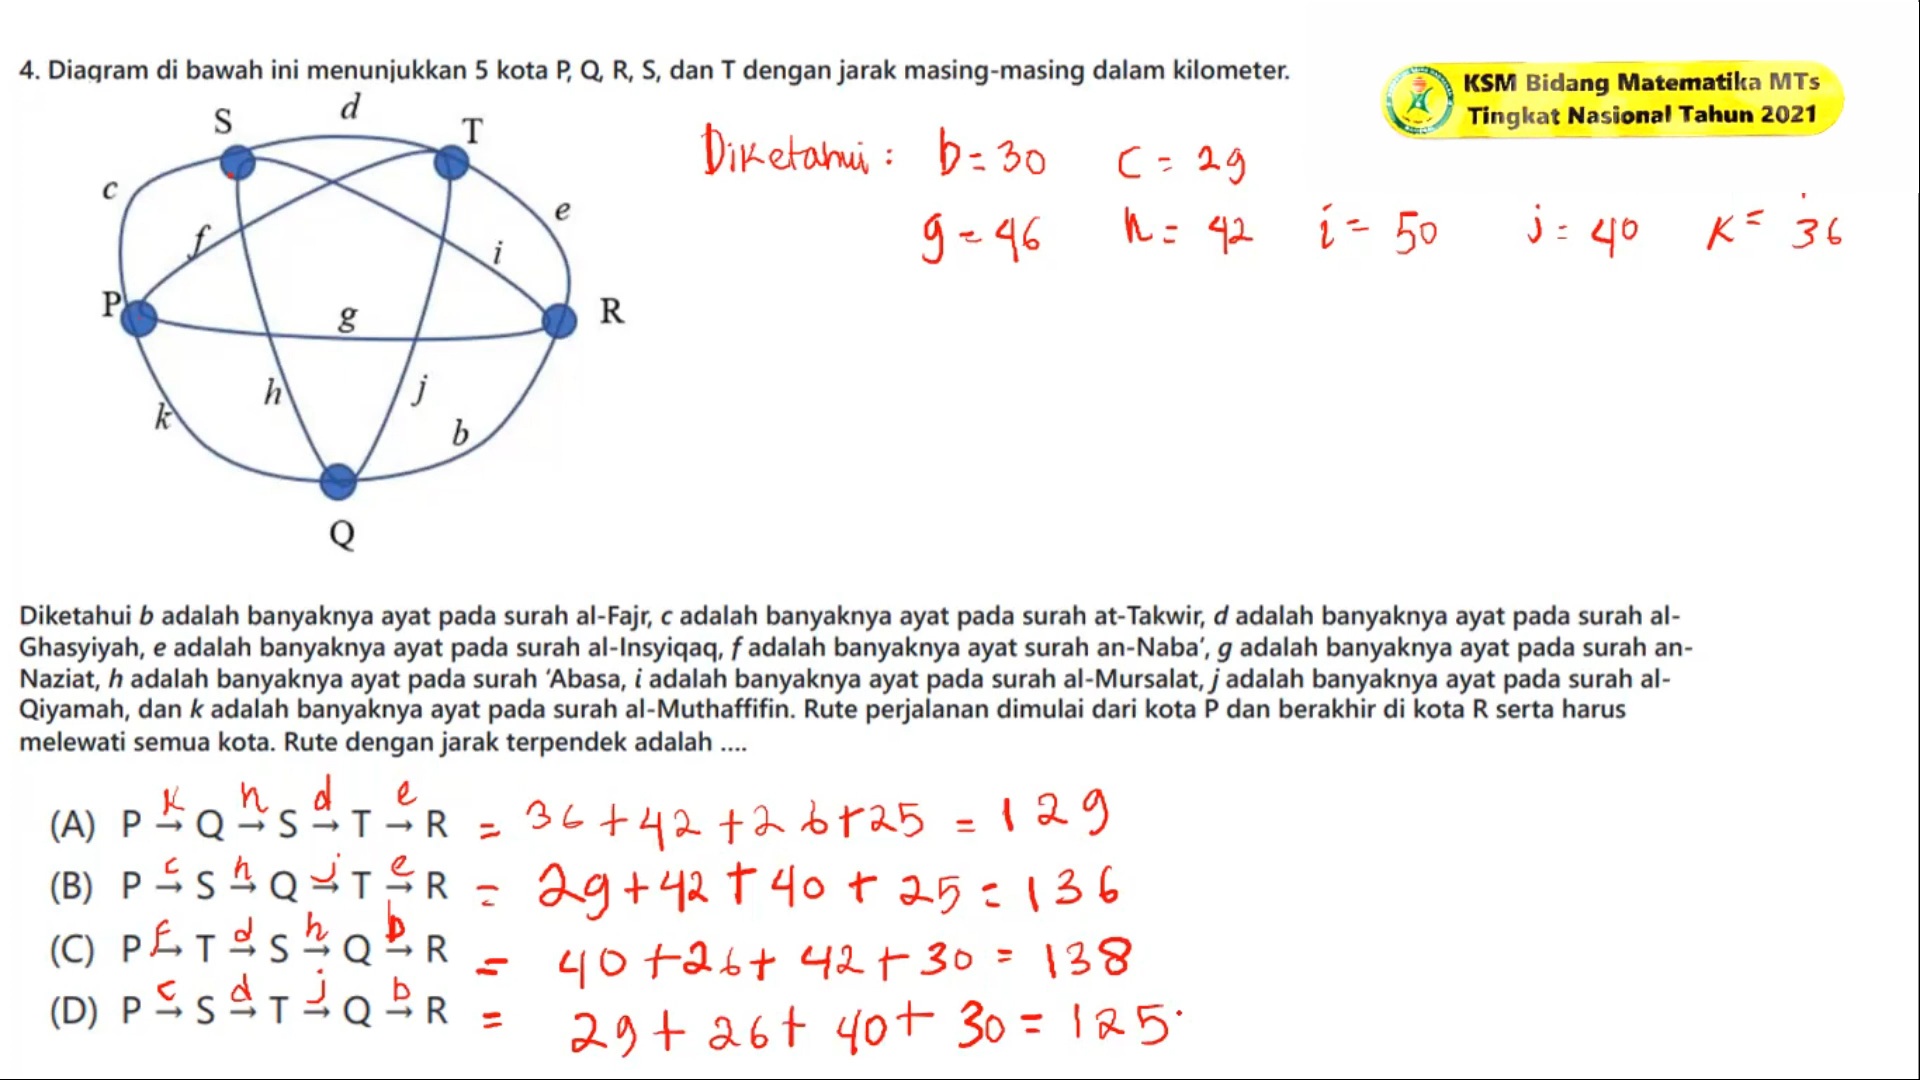 4. Diagram di bawah ini menunjukkan 5 kota P, Q, R, S, dan T dengan jarak masing-masing dalam kilometer.
KSM Bidang Matematika MTs
Tingkat Nasional Tahun 2021
S
d
T
c
e
f
i
P
g
R
h
j
k
b
Q
Diketahui : b = 30 c = 29
g = 46 h = 42 i = 50 j = 40 k = 36
Diketahui b adalah banyaknya ayat pada surah al-Fajr, c adalah banyaknya ayat pada surah at-Takwir, d adalah banyaknya ayat pada surah al-
Ghasyiyah, e adalah banyaknya ayat pada surah al-Insyiqaq, f adalah banyaknya ayat surah an-Naba’, g adalah banyaknya ayat pada surah an-
Naziat, h adalah banyaknya ayat pada surah ‘Abasa, i adalah banyaknya ayat pada surah al-Mursalat, j adalah banyaknya ayat pada surah al-
Qiyamah, dan k adalah banyaknya ayat pada surah al-Muthaffifin. Rute perjalanan dimulai dari kota P dan berakhir di kota R serta harus
melewati semua kota. Rute dengan jarak terpendek adalah ....
k h d e
(A) P → Q → S → T → R = 36 + 42 + 26 + 25 = 129
c h j e
(B) P → S → Q → T → R = 29 + 42 + 40 + 25 = 136
f d h b
(C) P → T → S → Q → R = 40 + 26 + 42 + 30 = 138
c d j b
(D) P → S → T → Q → R = 29 + 26 + 40 + 30 = 125